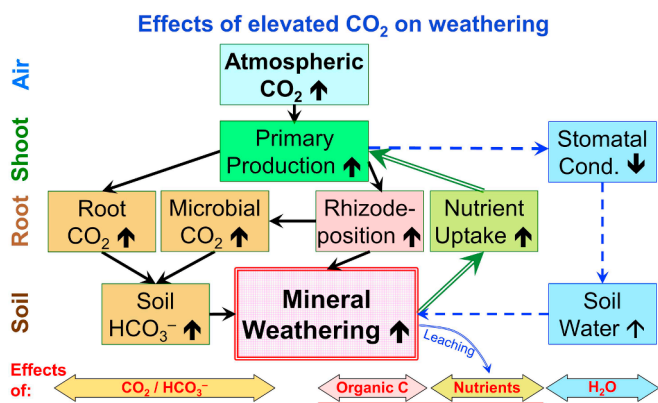 Effects of elevated CO₂ on weathering
Air
Atmospheric
CO₂ ↑
Shoot
Primary
Production ↑
Stomatal
Cond. ↓
Root
Root
CO₂ ↑
Microbial
CO₂ ↑
Rhizode-
position ↑
Nutrient
Uptake ↑
Soil
Soil
HCO₃⁻ ↑
Mineral
Weathering ↑
Soil
Water ↑
Leaching
Effects
of:
CO₂ / HCO₃⁻
Organic C
Nutrients
H₂O